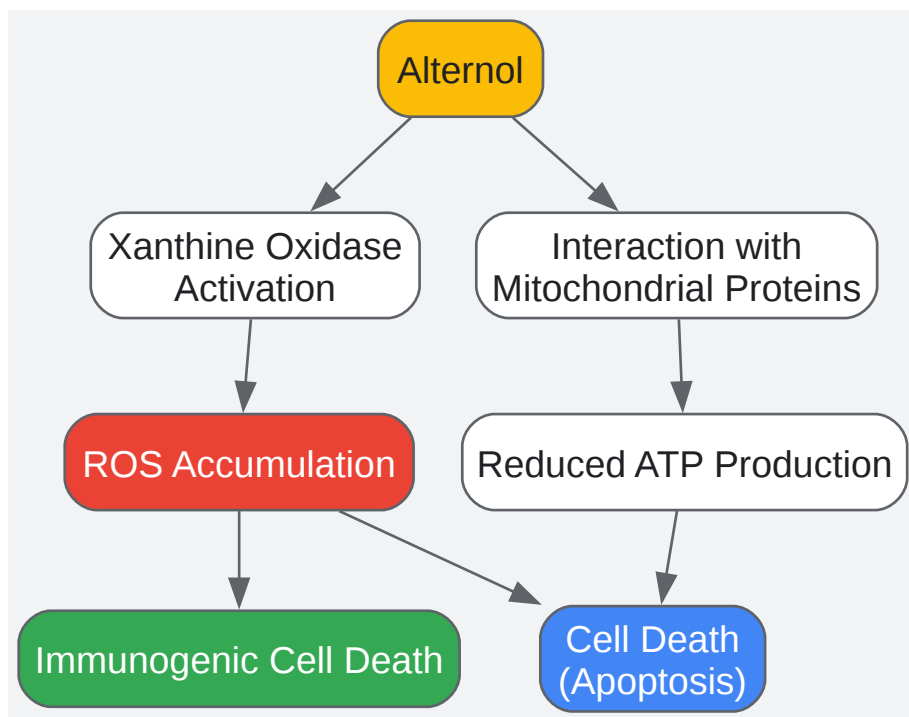 Alternol
Xanthine Oxidase
Activation
Interaction with
Mitochondrial Proteins
ROS Accumulation
Reduced ATP Production
Immunogenic Cell Death
Cell Death
(Apoptosis)